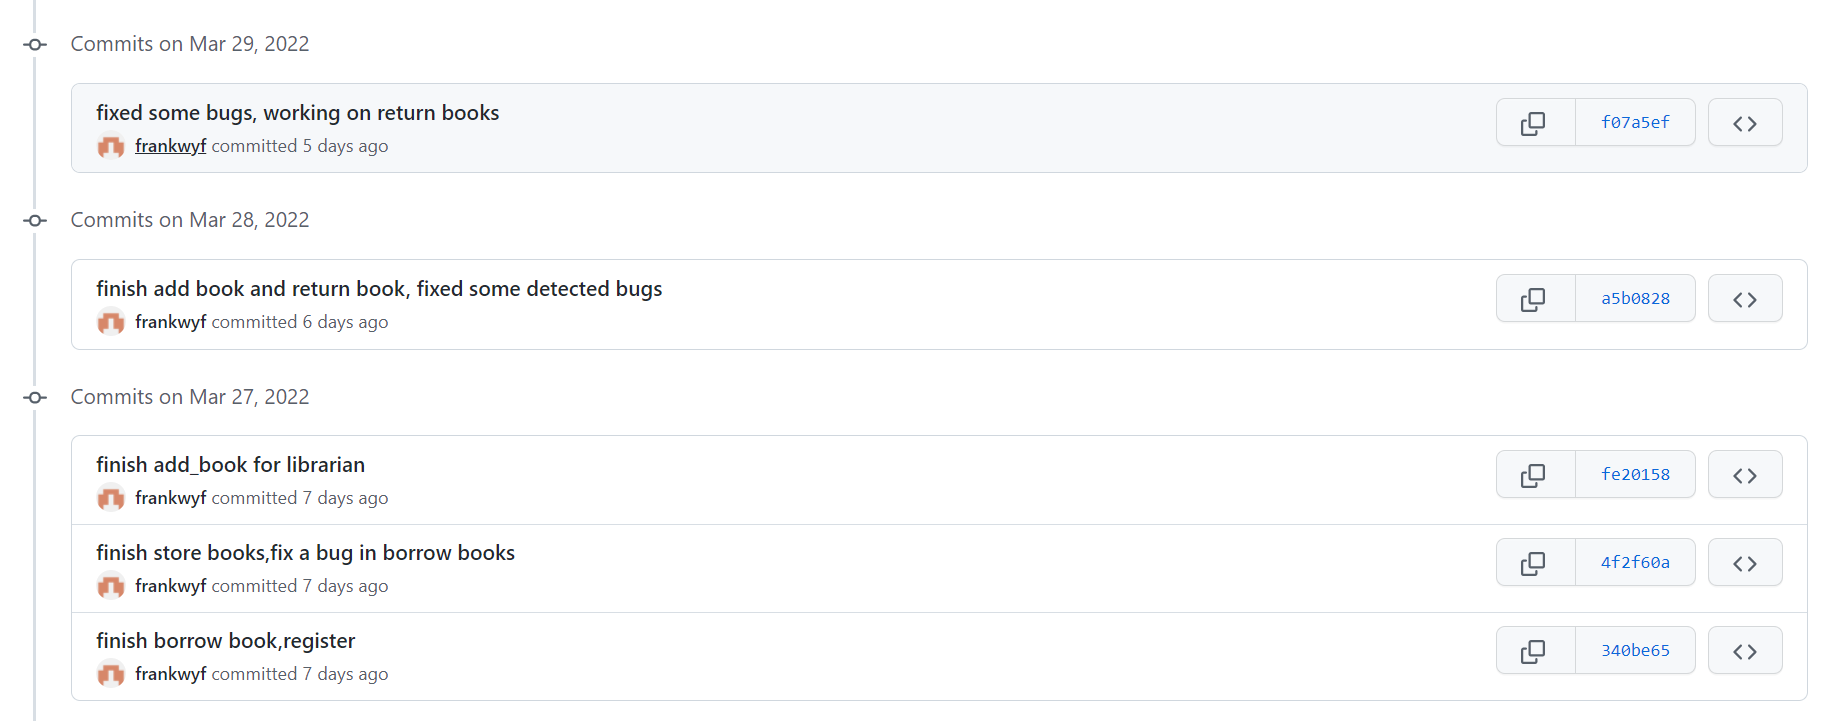 Commits on Mar 29, 2022
fixed some bugs, working on return books
frankwyf committed 5 days ago
f07a5ef
Commits on Mar 28, 2022
finish add book and return book, fixed some detected bugs
frankwyf committed 6 days ago
a5b0828
Commits on Mar 27, 2022
finish add_book for librarian
frankwyf committed 7 days ago
fe20158
finish store books,fix a bug in borrow books
frankwyf committed 7 days ago
4f2f60a
finish borrow book,register
frankwyf committed 7 days ago
340be65